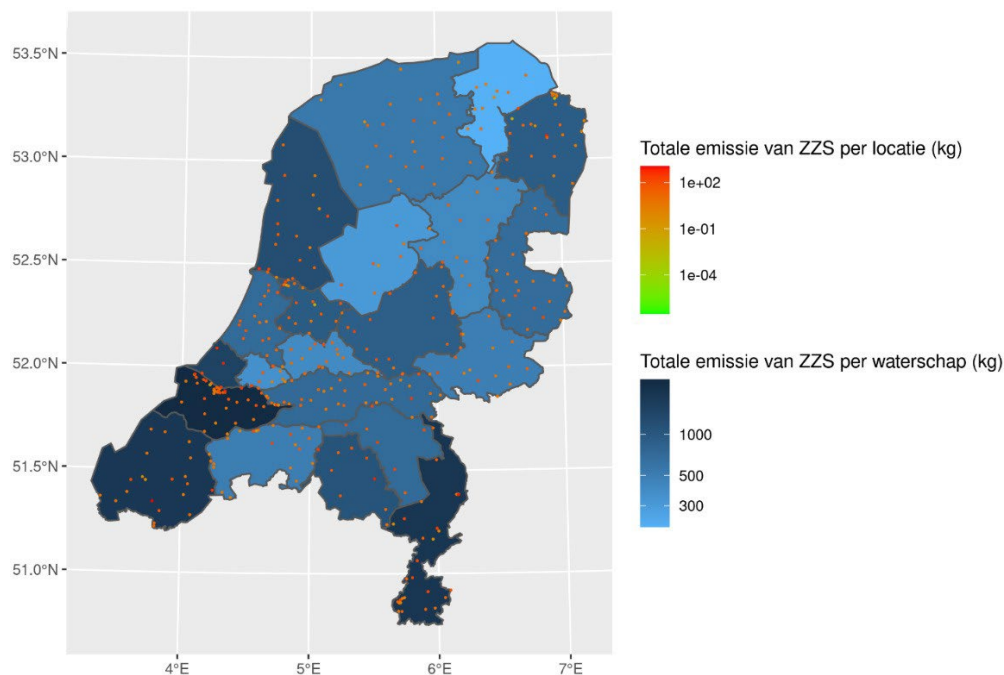 53.5°N
53.0°N
52.5°N
52.0°N
51.5°N
51.0°N
4°E
5°E
6°E
7°E
Totale emissie van ZZS per locatie (kg)
1e+02
1e-01
1e-04
Totale emissie van ZZS per waterschap (kg)
1000
500
300